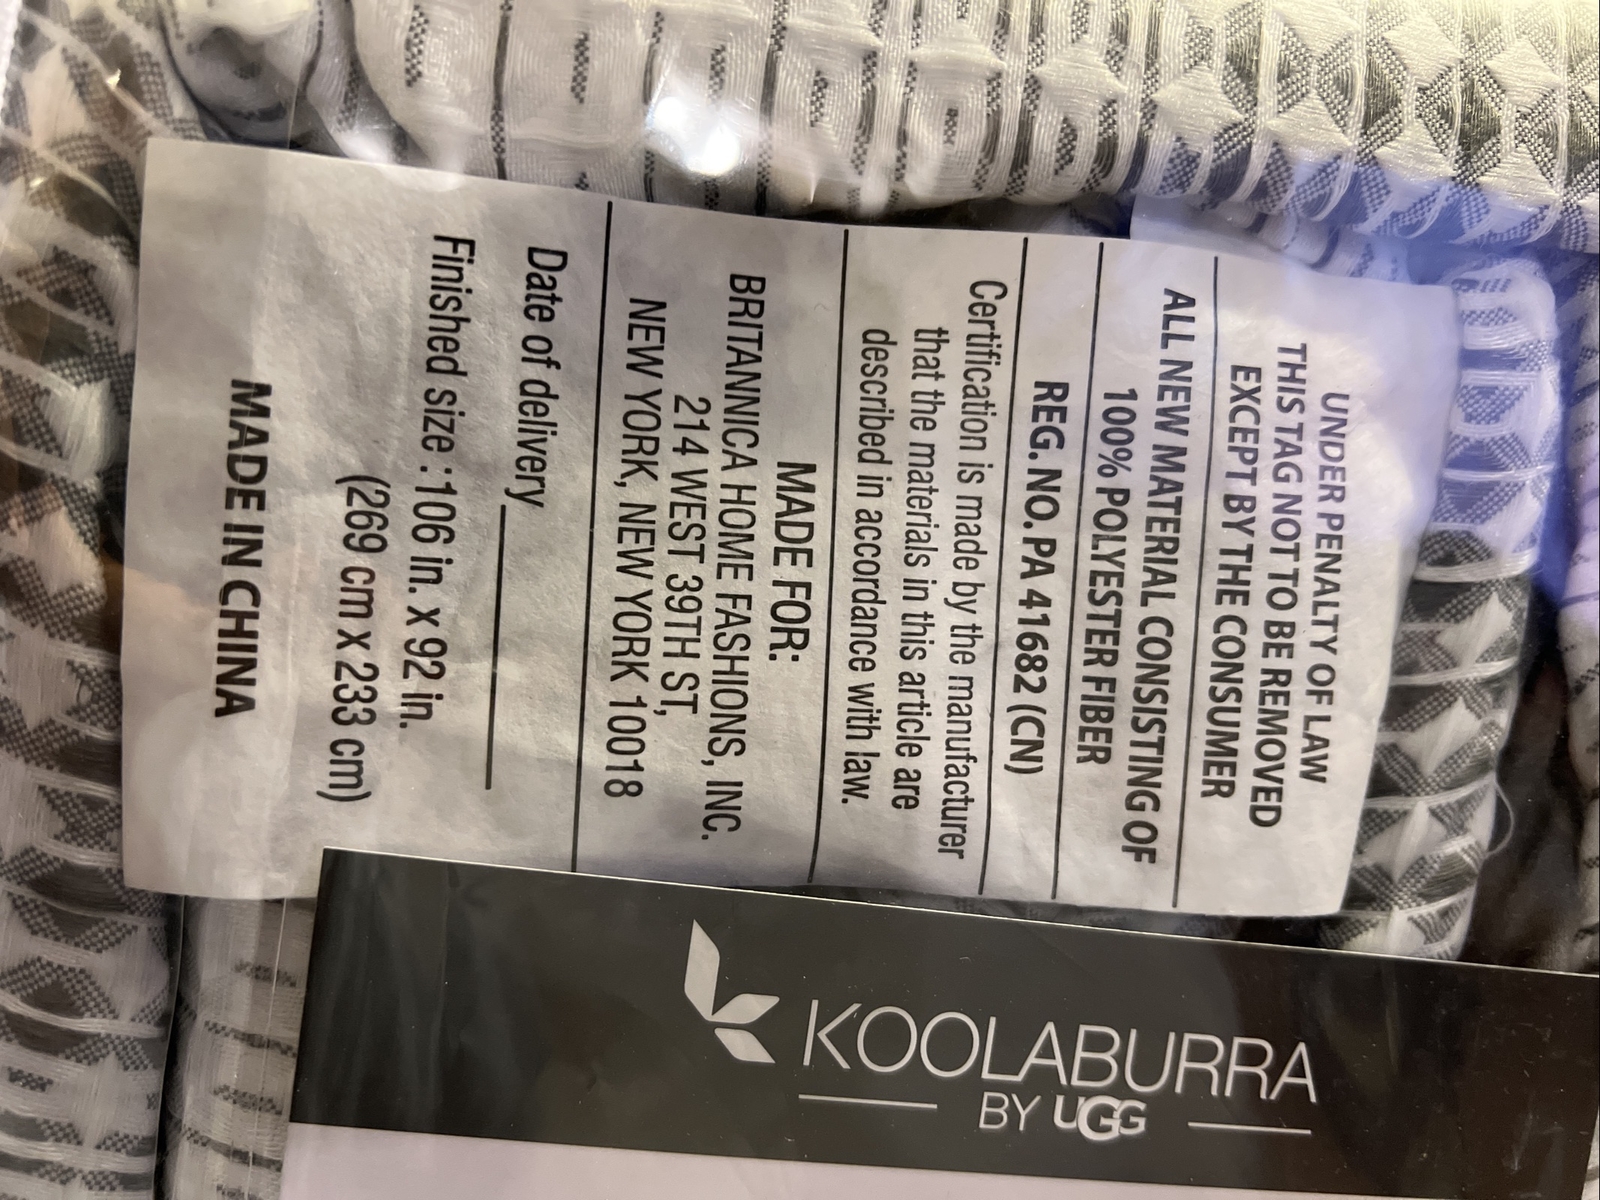 UNDER PENALTY OF LAW
THIS TAG NOT TO BE REMOVED
EXCEPT BY THE CONSUMER
ALL NEW MATERIAL CONSISTING OF
100% POLYESTER FIBER
REG. NO. PA 41682 (CN)
Certification is made by the manufacturer
that the materials in this article are
described in accordance with law.
MADE FOR:
BRITANNICA HOME FASHIONS, INC.
214 WEST 39TH ST,
NEW YORK, NEW YORK 10018
Date of delivery
Finished size : 106 in. x 92 in.
(269 cm x 233 cm)
MADE IN CHINA
KOOLABURRA
BY UGG